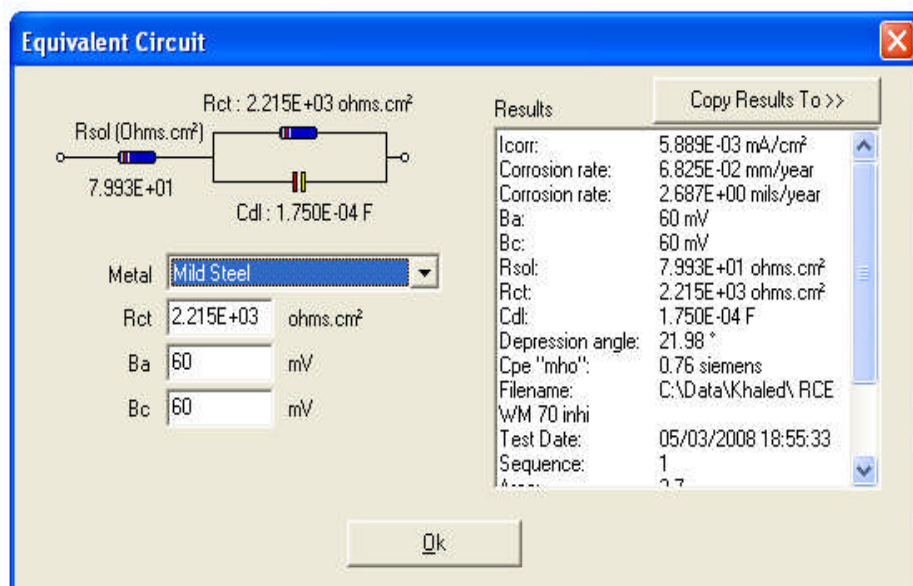 Equivalent Circuit
Rct : 2.215E+03 ohms.cm²
Rsol (Ohms.cm²)
7.993E+01
Cdl : 1.750E-04 F
Metal Mild Steel
Rct 2.215E+03 ohms.cm²
Ba 60 mV
Bc 60 mV
Results
Copy Results To >>
Icorr: 5.889E-03 mA/cm²
Corrosion rate: 6.825E-02 mm/year
Corrosion rate: 2.687E+00 mils/year
Ba: 60 mV
Bc: 60 mV
Rsol: 7.993E+01 ohms.cm²
Rct: 2.215E+03 ohms.cm²
Cdl: 1.750E-04 F
Depression angle: 21.98 °
Cpe "mho": 0.76 siemens
Filename: C:\Data\Khaled\ RCE
WM 70 inhi
Test Date: 05/03/2008 18:55:33
Sequence: 1
Ok